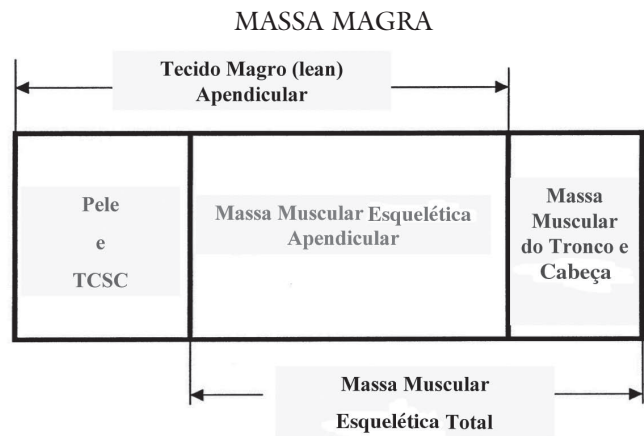 MASSA MAGRA
Tecido Magro (lean)
Apendicular
Pele
e
TCSC
Massa Muscular Esquelética
Apendicular
Massa
Muscular
do Tronco e
Cabeça
Massa Muscular
Esquelética Total